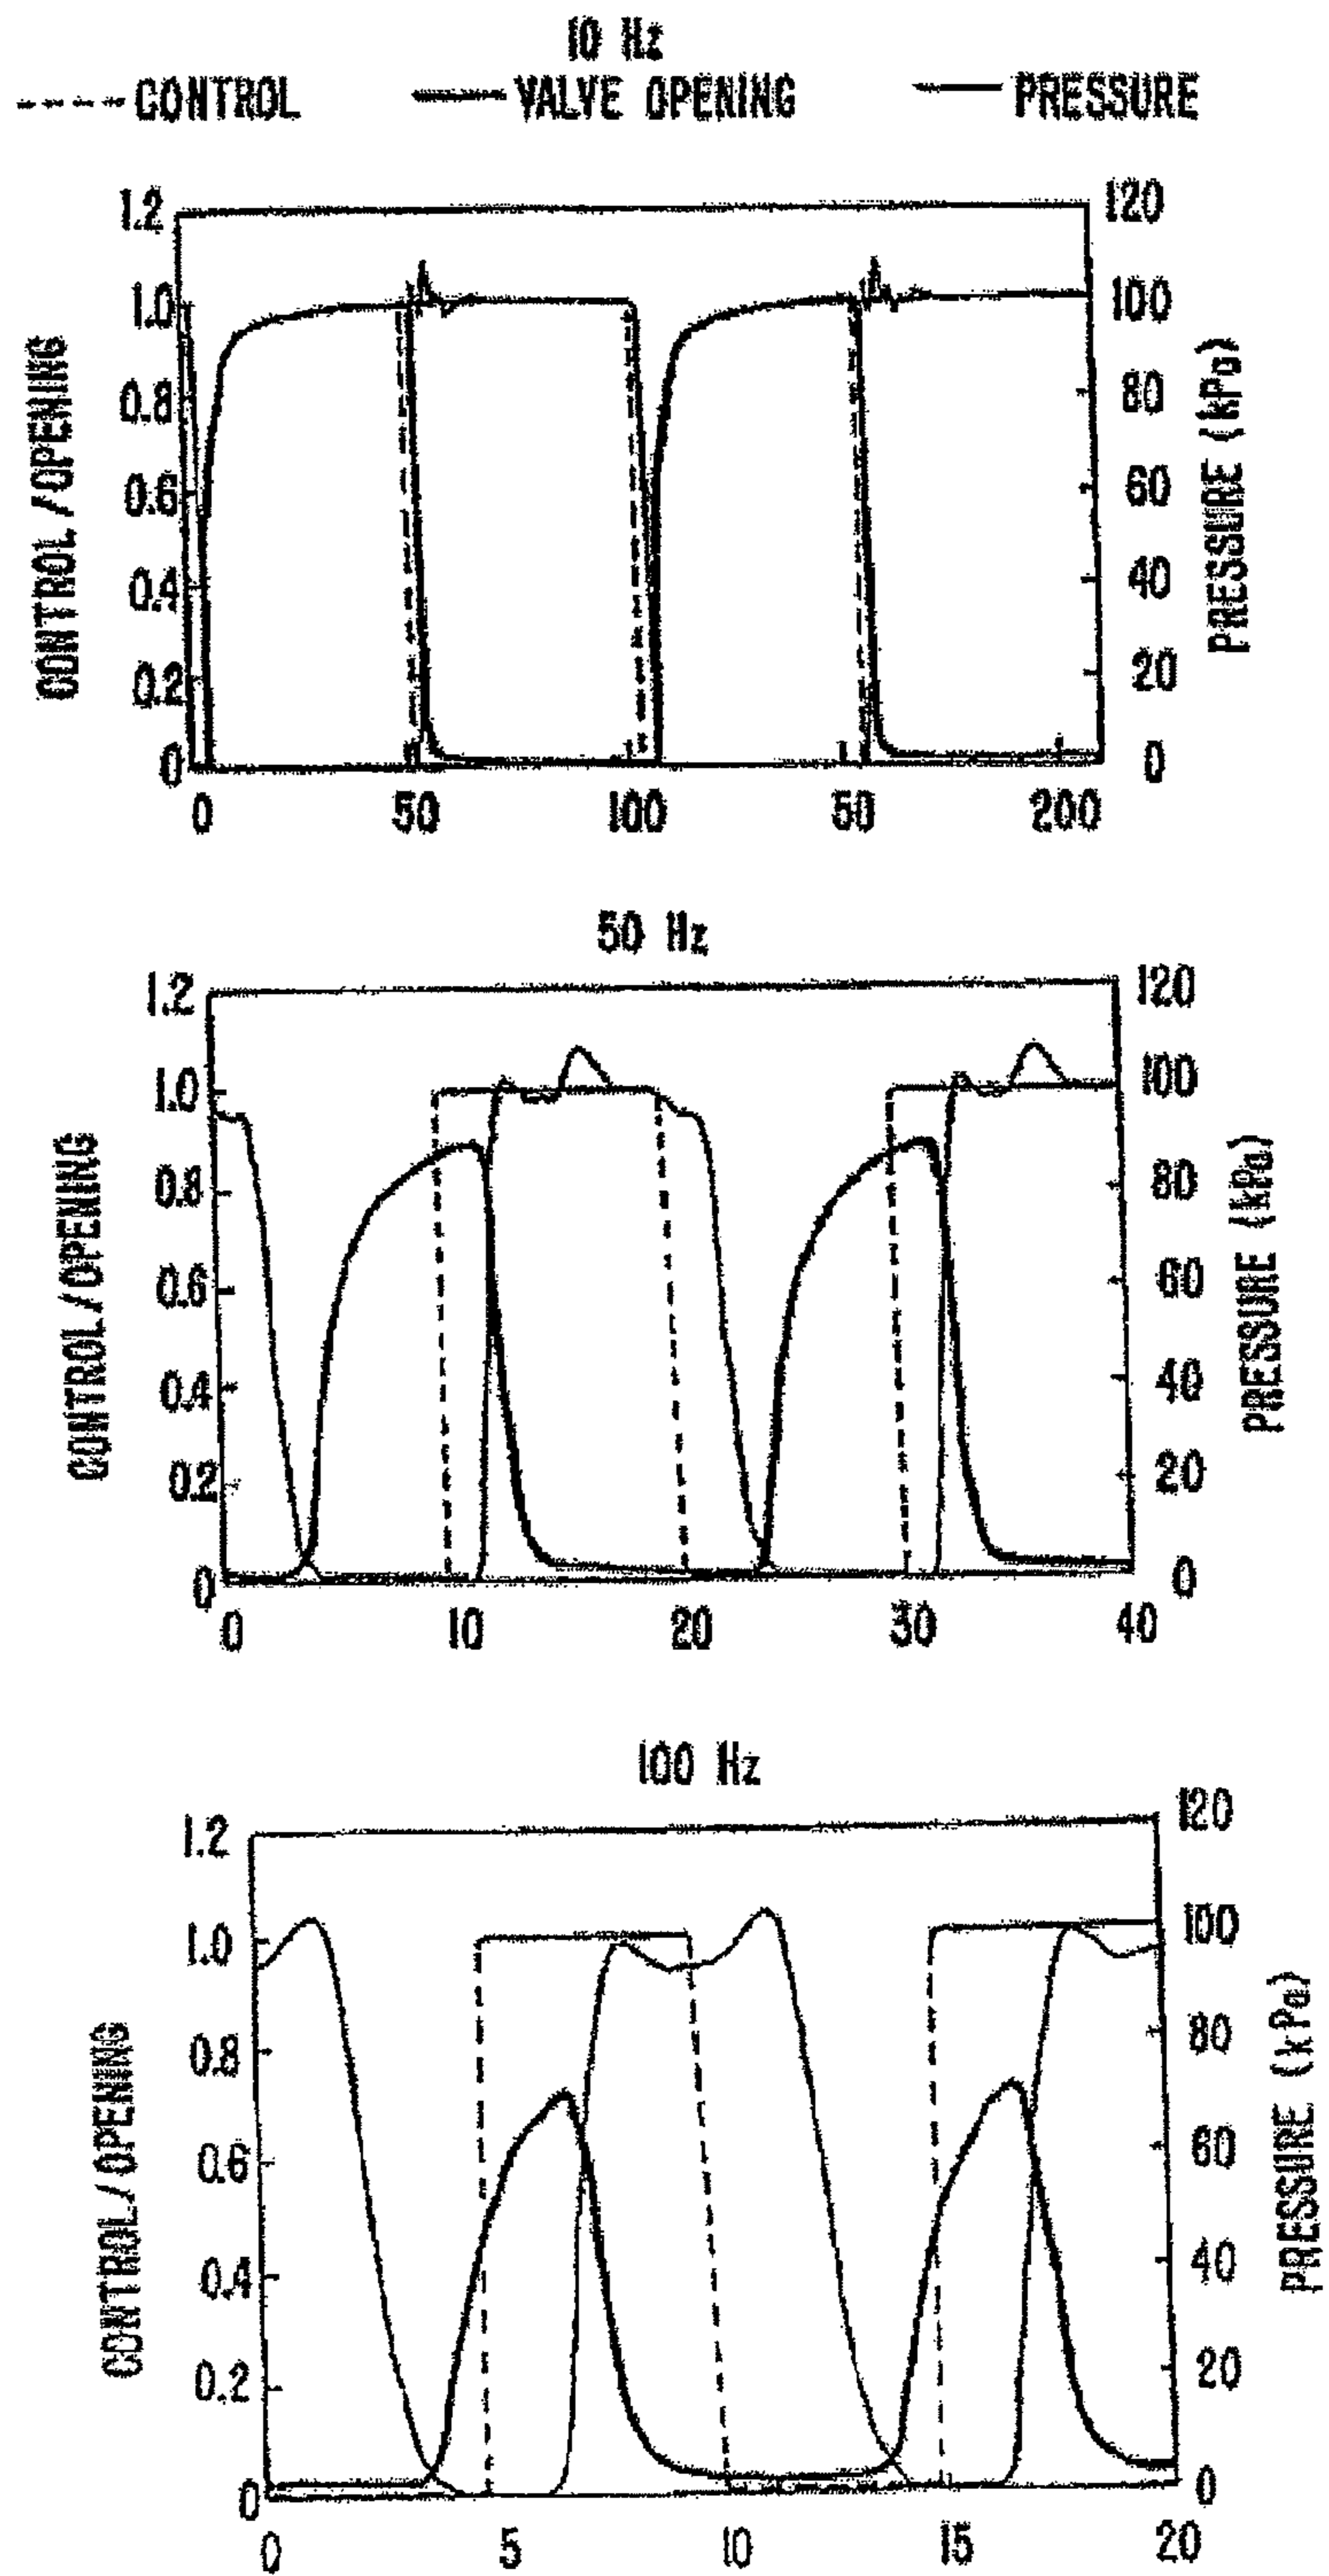 10 Hz
CONTROL VALVE OPENING PRESSURE
1.2 120
1.0 100
0.8 80
0.6 60
0.4 40
0.2 20
0 0
CONTROL/OPENING
PRESSURE (kPa)
0 50 100 50 200
50 Hz
1.2 120
1.0 100
0.8 80
0.6 60
0.4 40
0.2 20
0 0
CONTROL/OPENING
PRESSURE (kPa)
0 10 20 30 40
100 Hz
1.2 120
1.0 100
0.8 80
0.6 60
0.4 40
0.2 20
0 0
CONTROL/OPENING
PRESSURE (kPa)
0 5 10 15 20